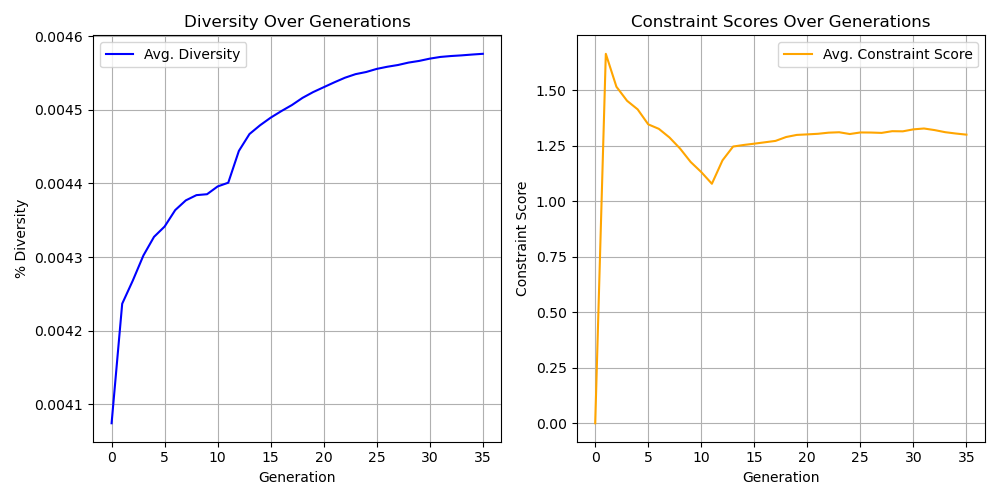 Diversity Over Generations
Avg. Diversity
0.0046
0.0045
0.0044
0.0043
0.0042
0.0041
% Diversity
0 5 10 15 20 25 30 35
Generation
Constraint Scores Over Generations
Avg. Constraint Score
1.50
1.25
1.00
0.75
0.50
0.25
0.00
Constraint Score
0 5 10 15 20 25 30 35
Generation